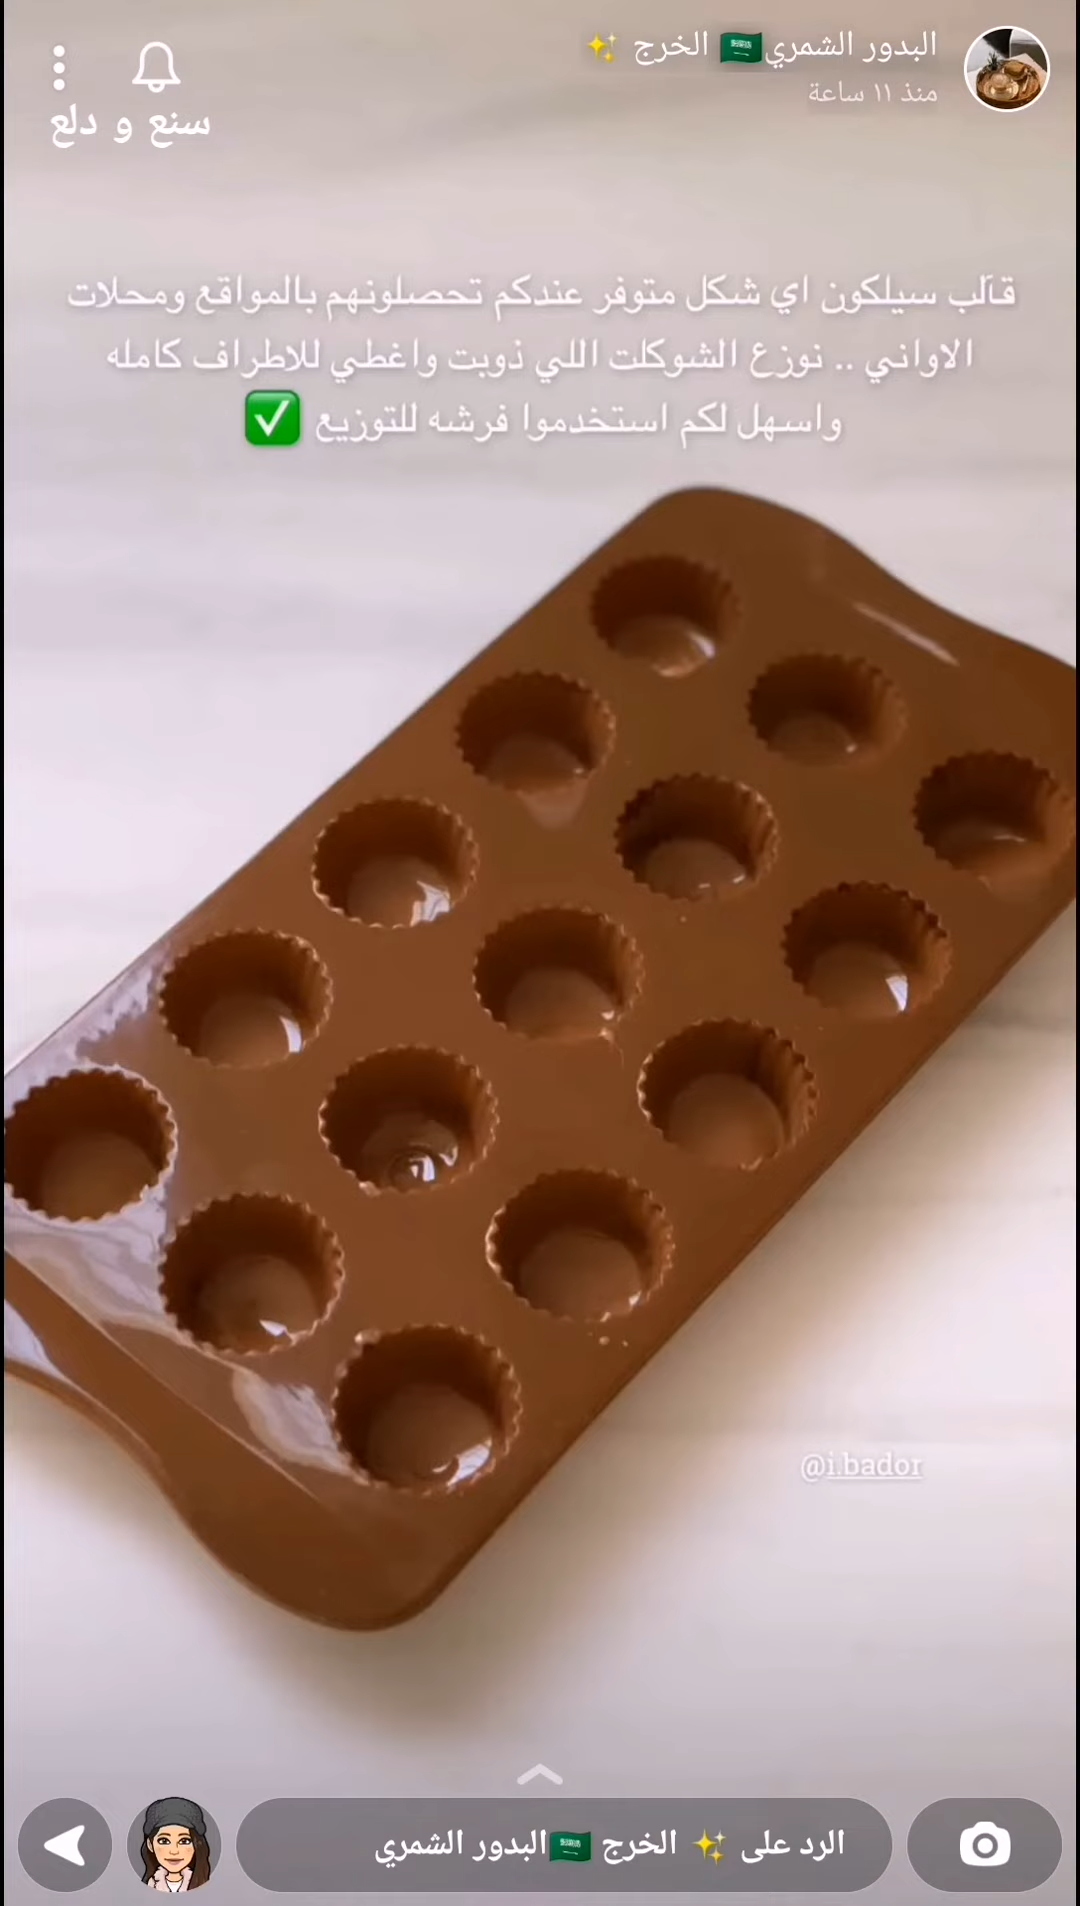 البدور الشمري🇸🇦 الخرج ✨
منذ ١١ ساعة
سنع و دلع
قالب سيلكون اي شكل متوفر عندكم تحصلونهم بالمواقع ومحلات
الاواني .. نوزع الشوكلت اللي ذوبت واغطي للاطراف كامله
واسهل لكم استخدموا فرشه للتوزيع ✅
@i.bador
الرد على ✨ الخرج 🇸🇦البدور الشمري